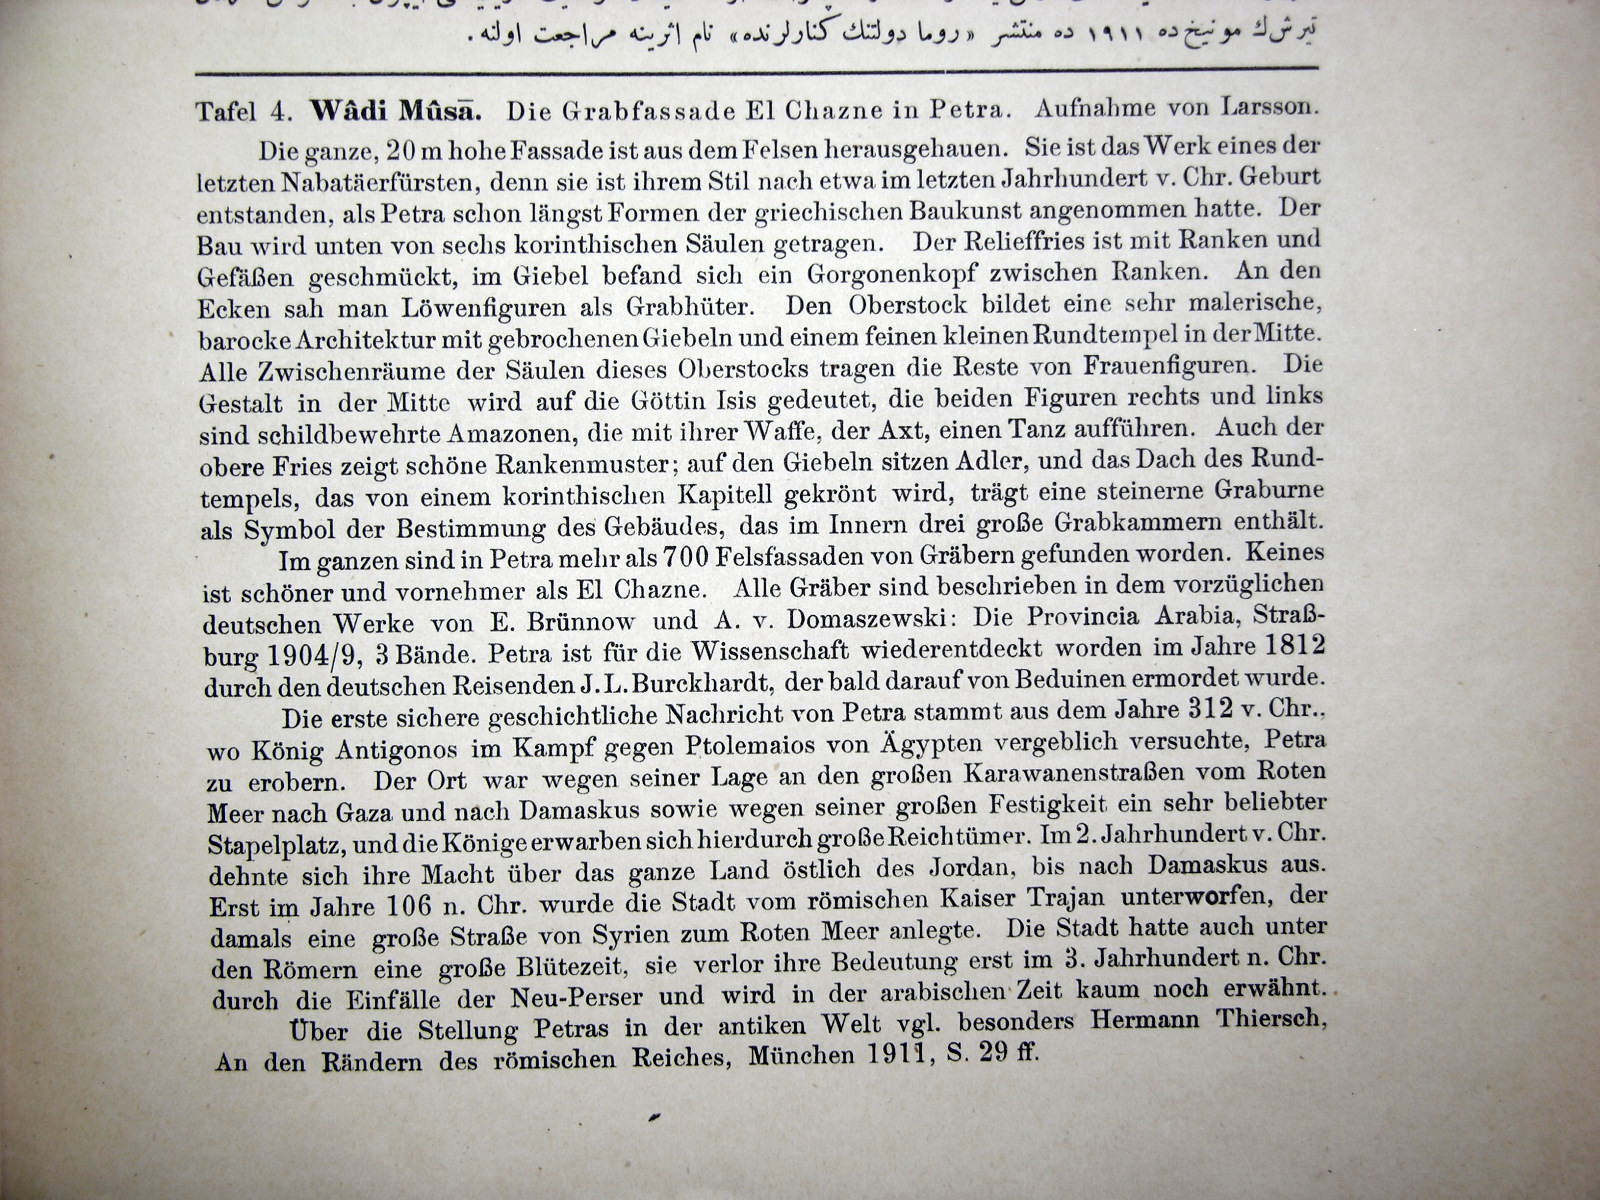 تيرش‌ك مونيخ ده ١٩١١ ده منتشر «روما دولتنك كنارلرنده» نام اثرينه مراجعت اولنه.
Tafel 4. Wâdi Mûsā. Die Grabfassade El Chazne in Petra. Aufnahme von Larsson.
Die ganze, 20 m hohe Fassade ist aus dem Felsen herausgehauen. Sie ist das Werk eines der
letzten Nabatäerfürsten, denn sie ist ihrem Stil nach etwa im letzten Jahrhundert v. Chr. Geburt
entstanden, als Petra schon längst Formen der griechischen Baukunst angenommen hatte. Der
Bau wird unten von sechs korinthischen Säulen getragen. Der Relieffries ist mit Ranken und
Gefäßen geschmückt, im Giebel befand sich ein Gorgonenkopf zwischen Ranken. An den
Ecken sah man Löwenfiguren als Grabhüter. Den Oberstock bildet eine sehr malerische,
barocke Architektur mit gebrochenen Giebeln und einem feinen kleinen Rundtempel in der Mitte.
Alle Zwischenräume der Säulen dieses Oberstocks tragen die Reste von Frauenfiguren. Die
Gestalt in der Mitte wird auf die Göttin Isis gedeutet, die beiden Figuren rechts und links
sind schildbewehrte Amazonen, die mit ihrer Waffe, der Axt, einen Tanz aufführen. Auch der
obere Fries zeigt schöne Rankenmuster; auf den Giebeln sitzen Adler, und das Dach des Rund-
tempels, das von einem korinthischen Kapitell gekrönt wird, trägt eine steinerne Graburne
als Symbol der Bestimmung des Gebäudes, das im Innern drei große Grabkammern enthält.
Im ganzen sind in Petra mehr als 700 Felsfassaden von Gräbern gefunden worden. Keines
ist schöner und vornehmer als El Chazne. Alle Gräber sind beschrieben in dem vorzüglichen
deutschen Werke von E. Brünnow und A. v. Domaszewski: Die Provincia Arabia, Straß-
burg 1904/9, 3 Bände. Petra ist für die Wissenschaft wiederentdeckt worden im Jahre 1812
durch den deutschen Reisenden J. L. Burckhardt, der bald darauf von Beduinen ermordet wurde.
Die erste sichere geschichtliche Nachricht von Petra stammt aus dem Jahre 312 v. Chr.,
wo König Antigonos im Kampf gegen Ptolemaios von Ägypten vergeblich versuchte, Petra
zu erobern. Der Ort war wegen seiner Lage an den großen Karawanenstraßen vom Roten
Meer nach Gaza und nach Damaskus sowie wegen seiner großen Festigkeit ein sehr beliebter
Stapelplatz, und die Könige erwarben sich hierdurch große Reichtümer. Im 2. Jahrhundert v. Chr.
dehnte sich ihre Macht über das ganze Land östlich des Jordan, bis nach Damaskus aus.
Erst im Jahre 106 n. Chr. wurde die Stadt vom römischen Kaiser Trajan unterworfen, der
damals eine große Straße von Syrien zum Roten Meer anlegte. Die Stadt hatte auch unter
den Römern eine große Blütezeit, sie verlor ihre Bedeutung erst im 3. Jahrhundert n. Chr.
durch die Einfälle der Neu-Perser und wird in der arabischen Zeit kaum noch erwähnt.
Über die Stellung Petras in der antiken Welt vgl. besonders Hermann Thiersch,
An den Rändern des römischen Reiches, München 1911, S. 29 ff.